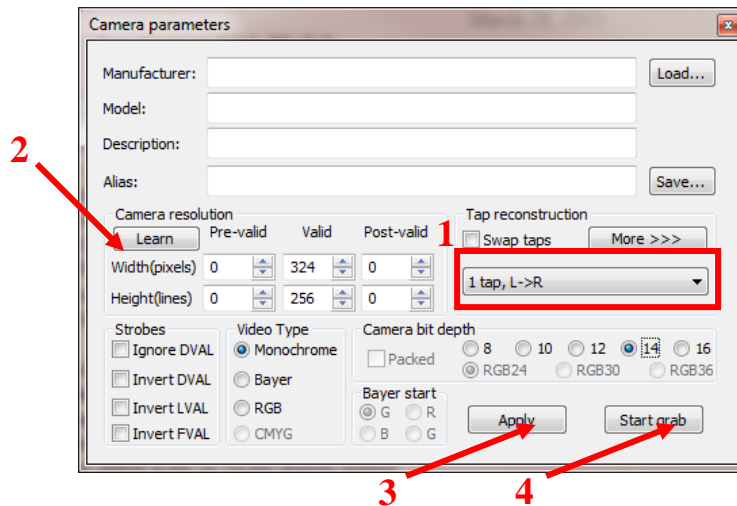 Camera parameters
Manufacturer:
Load...
Model:
Description:
2
Alias:
Save...
Camera resolution
Learn
Pre-valid
Valid
Post-valid
Width(pixels)
0
324
0
Height(lines)
0
256
0
Tap reconstruction
1
Swap taps
More >>>
1 tap, L->R
Strobes
Ignore DVAL
Invert DVAL
Invert LVAL
Invert FVAL
Video Type
Monochrome
Bayer
RGB
CMYG
Camera bit depth
Packed
8
10
12
14
16
RGB24
RGB30
RGB36
Bayer start
G
R
B
G
Apply
Start grab
3
4